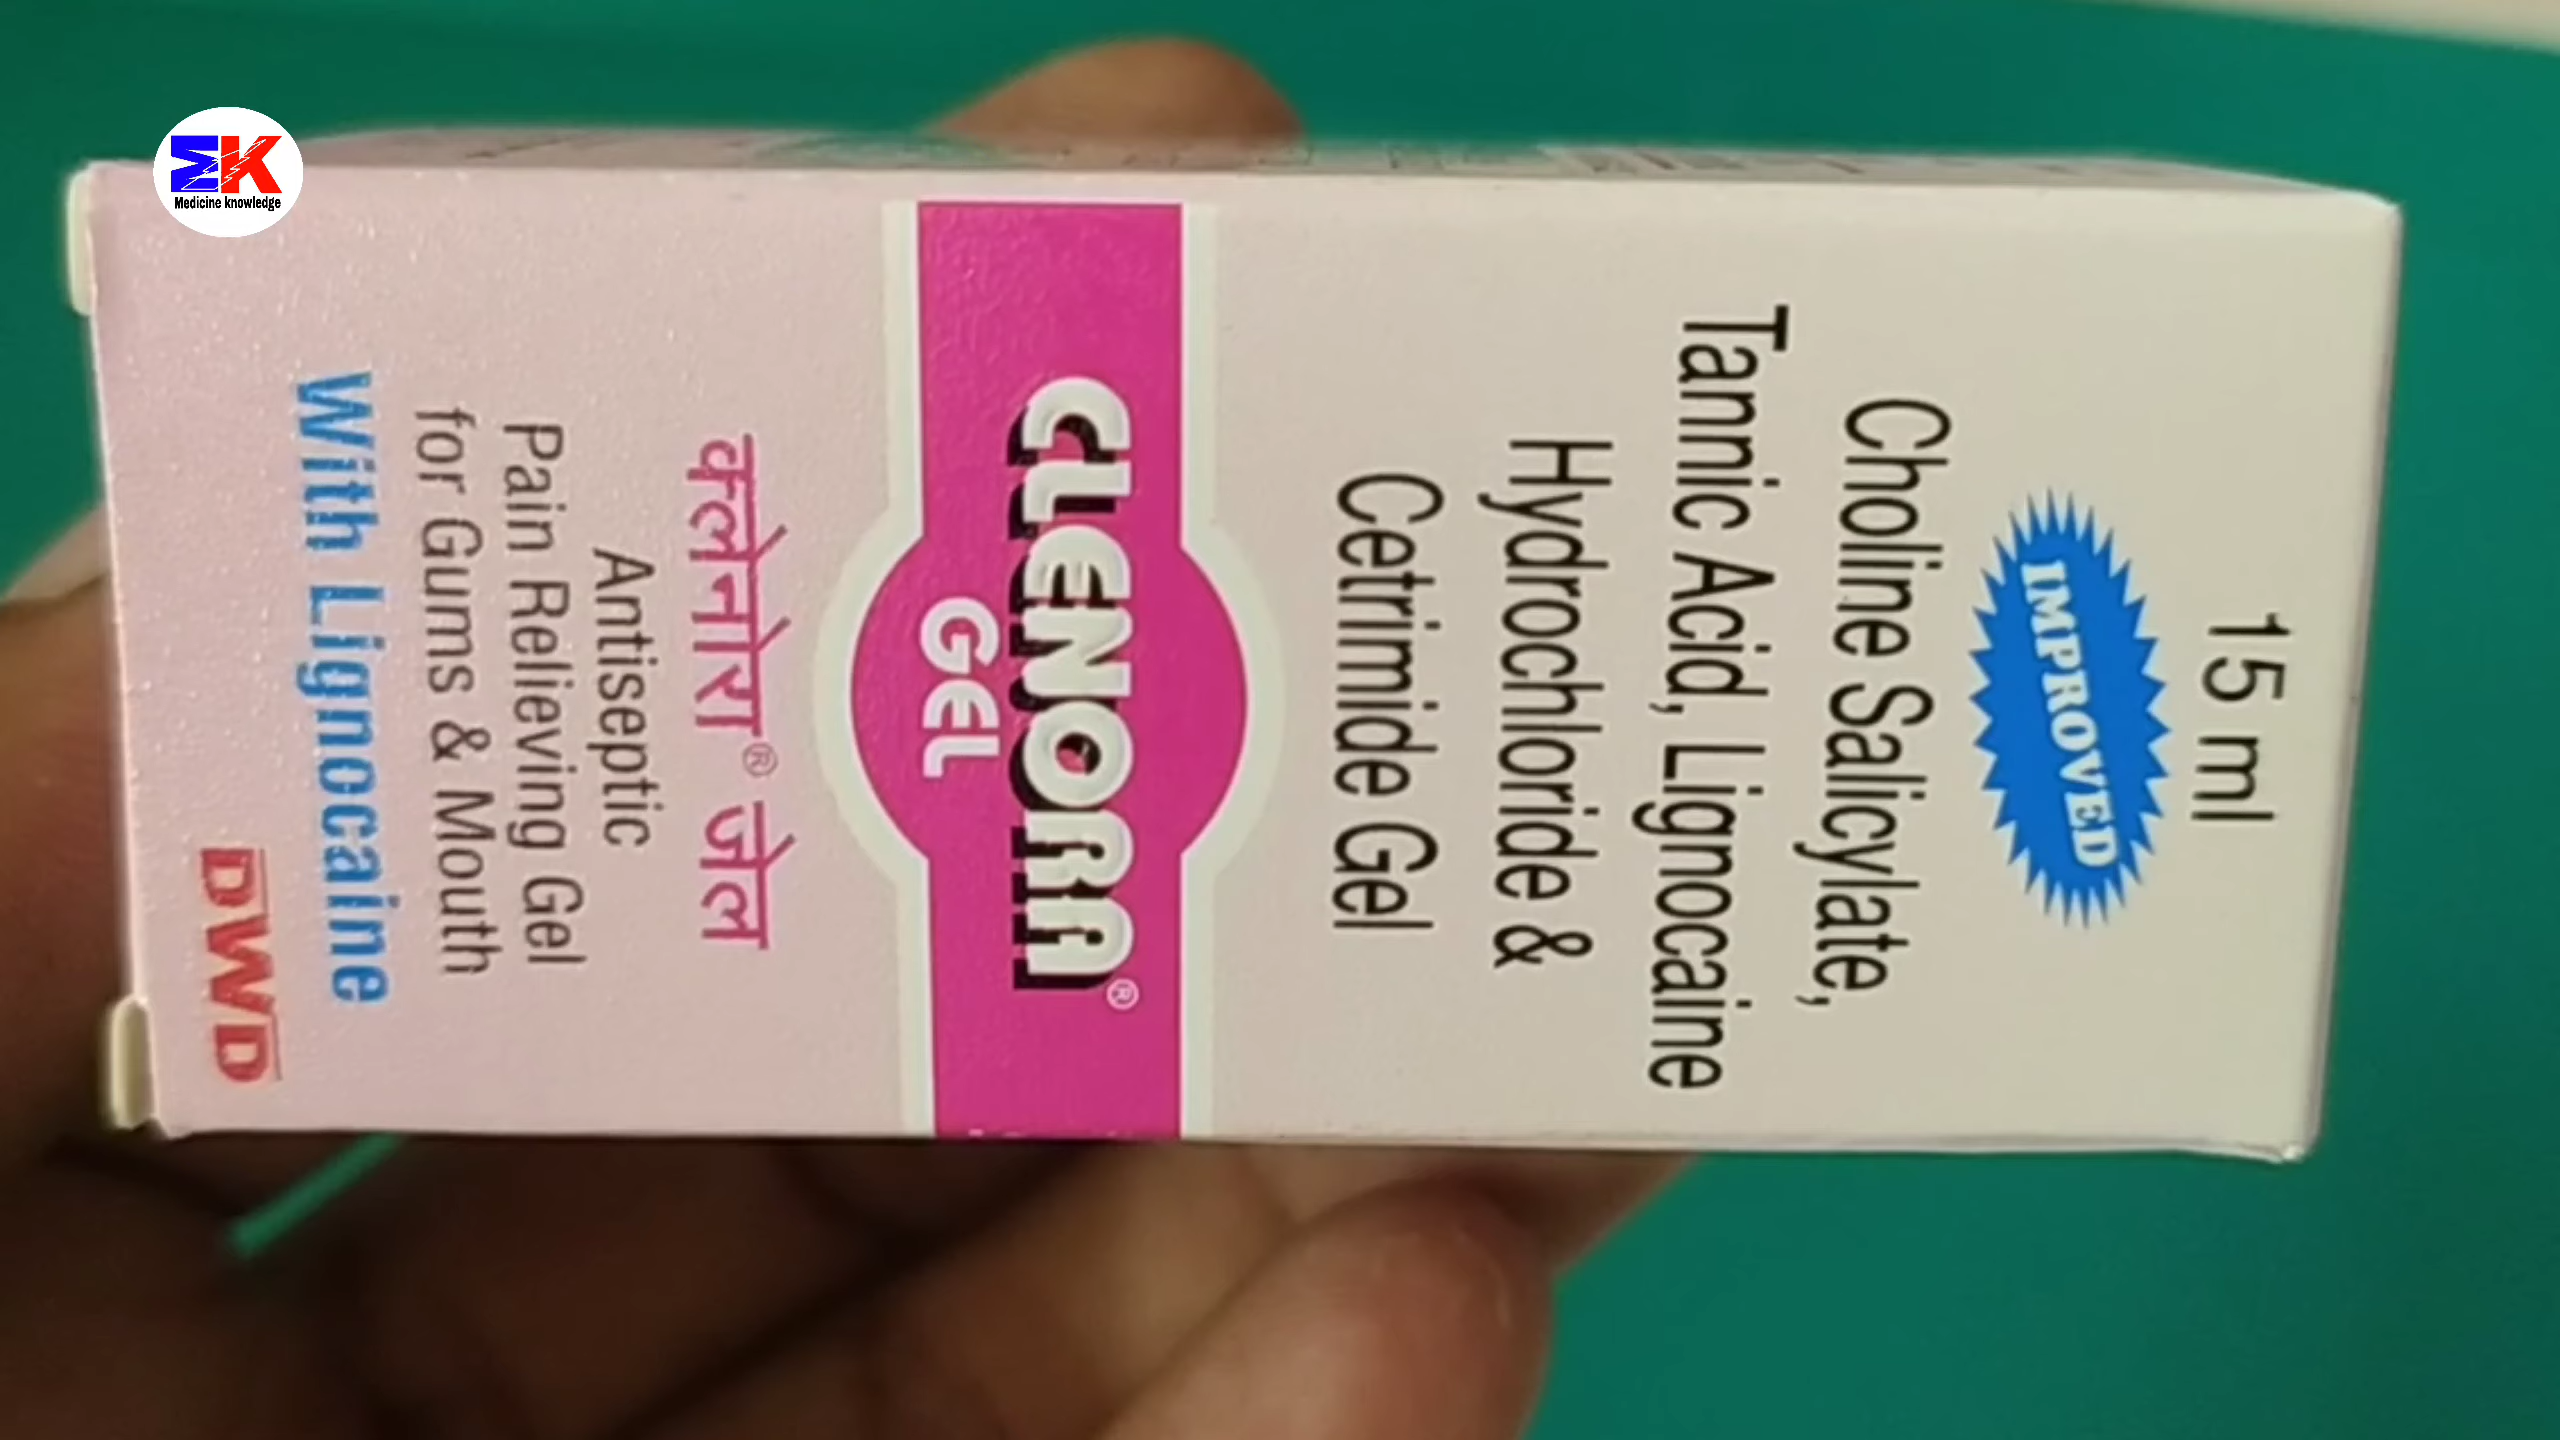 15 ml
IMPROVED
Choline Salicylate,
Tannic Acid, Lignocaine
Hydrochloride &
Cetrimide Gel
CLENORA®
GEL
क्लेनोरा® जेल
Antiseptic
Pain Relieving Gel
for Gums & Mouth
With Lignocaine
DWD
MK
Medicine knowledge